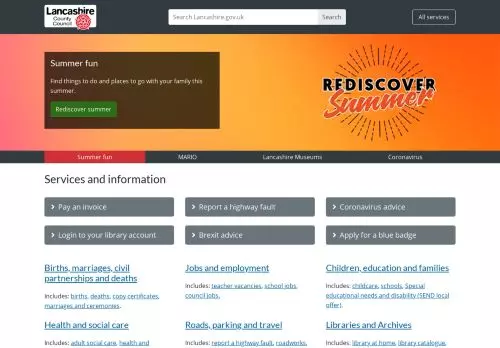 Lancashire
County
Council
Search Lancashire.gov.uk
Search
All services
Summer fun
Find things to do and places to go with your family this
summer.
Rediscover summer
REDISCOVER
Summer
Summer fun
MARIO
Lancashire Museums
Coronavirus
Services and information
Pay an invoice
Report a highway fault
Coronavirus advice
Login to your library account
Brexit advice
Apply for a blue badge
Births, marriages, civil
partnerships and deaths
Includes: births, deaths, copy certificates,
marriages and ceremonies.
Jobs and employment
Includes: teacher vacancies, school jobs,
council jobs.
Children, education and families
Includes: childcare, schools, Special
educational needs and disability (SEND local
offer).
Health and social care
Includes: adult social care, health and
Roads, parking and travel
Includes: report a highway fault, roadworks,
Libraries and Archives
Includes: library at home, library catalogue,